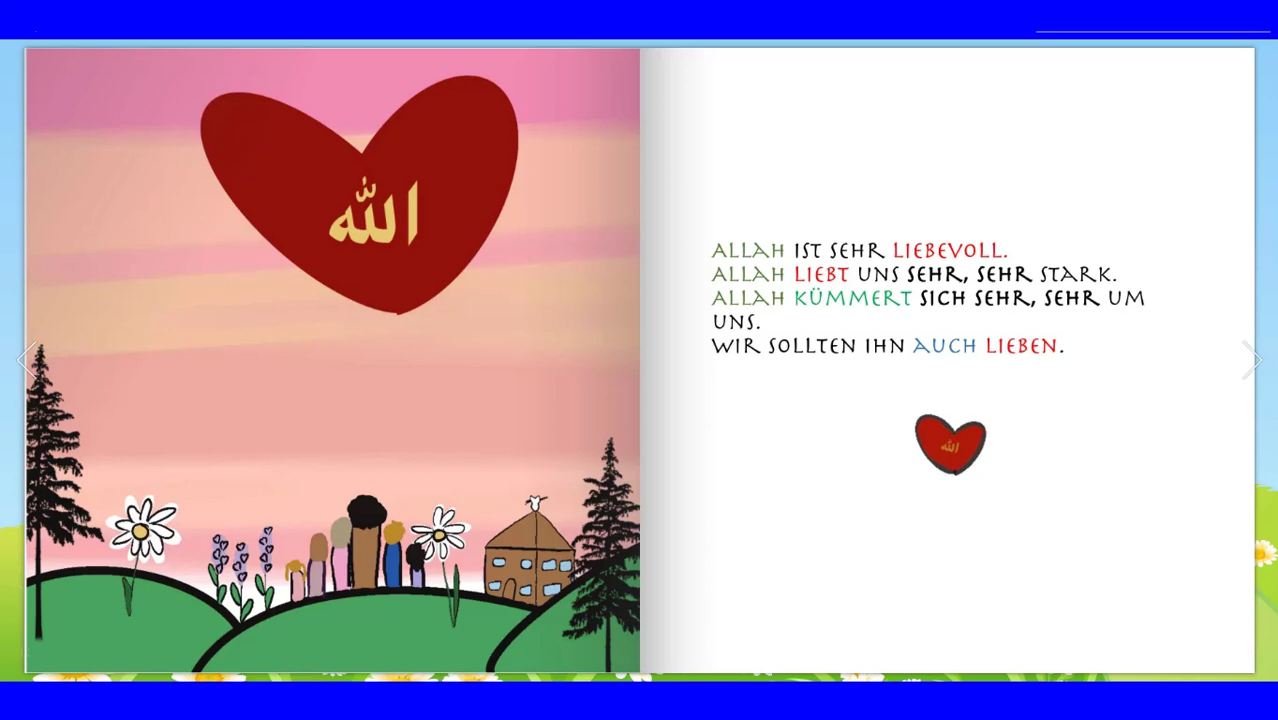 الله
ALLAH IST SEHR LIEBEVOLL.
ALLAH LIEBT UNS SEHR, SEHR STARK.
ALLAH KÜMMERT SICH SEHR, SEHR UM
UNS.
WIR SOLLTEN IHN AUCH LIEBEN.
الله